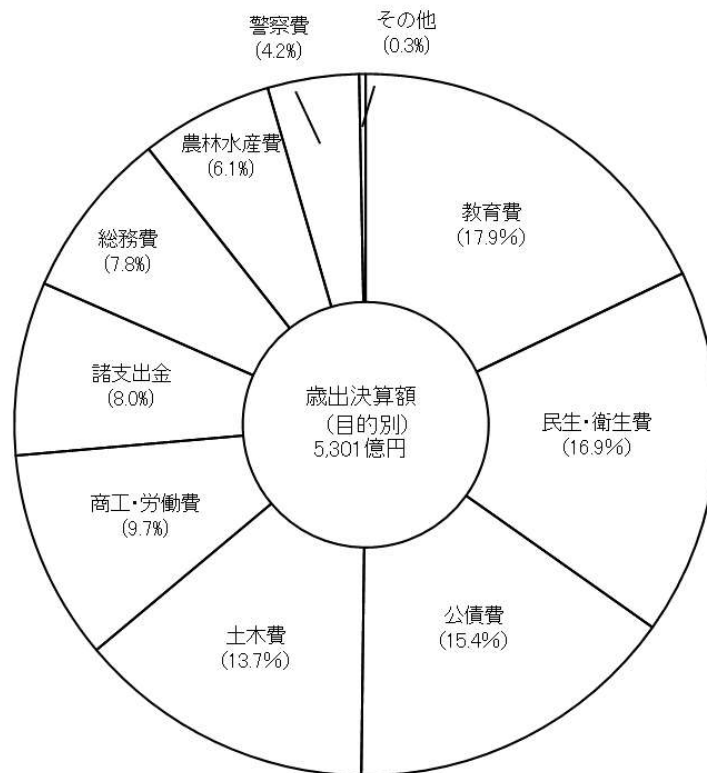 警察費
(4.2%)
その他
(0.3%)
農林水産費
(6.1%)
教育費
(17.9%)
総務費
(7.8%)
諸支出金
(8.0%)
歳出決算額
(目的別)
5,301億円
民生・衛生費
(16.9%)
商工・労働費
(9.7%)
公債費
(15.4%)
土木費
(13.7%)